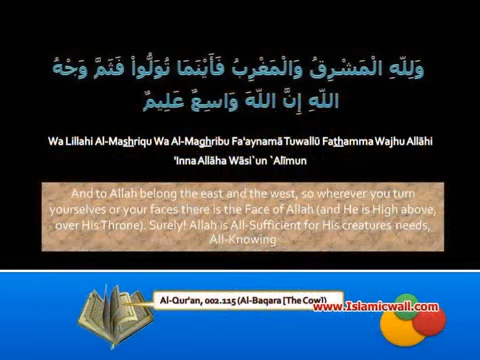 وَلِلّهِ الْمَشْرِقُ وَالْمَغْرِبُ فَأَيْنَمَا تُوَلُّواْ فَثَمَّ وَجْهُ
اللّهِ إِنَّ اللّهَ وَاسِعٌ عَلِيمٌ
Wa Lillahi Al-Mashriqu Wa Al-Maghribu Fa'aynamā Tuwallū Fathamma Wajhu Allāhi
'Inna Allāha Wāsi`un `Alīmun
And to Allah belong the east and the west, so wherever you turn
yourselves or your faces there is the Face of Allah (and He is High above,
over His Throne). Surely! Allah is All-Sufficient for His creatures needs,
All-Knowing
Al-Qur'an, 002.115 (Al-Baqara [The Cow])
www.Islamicwall.com